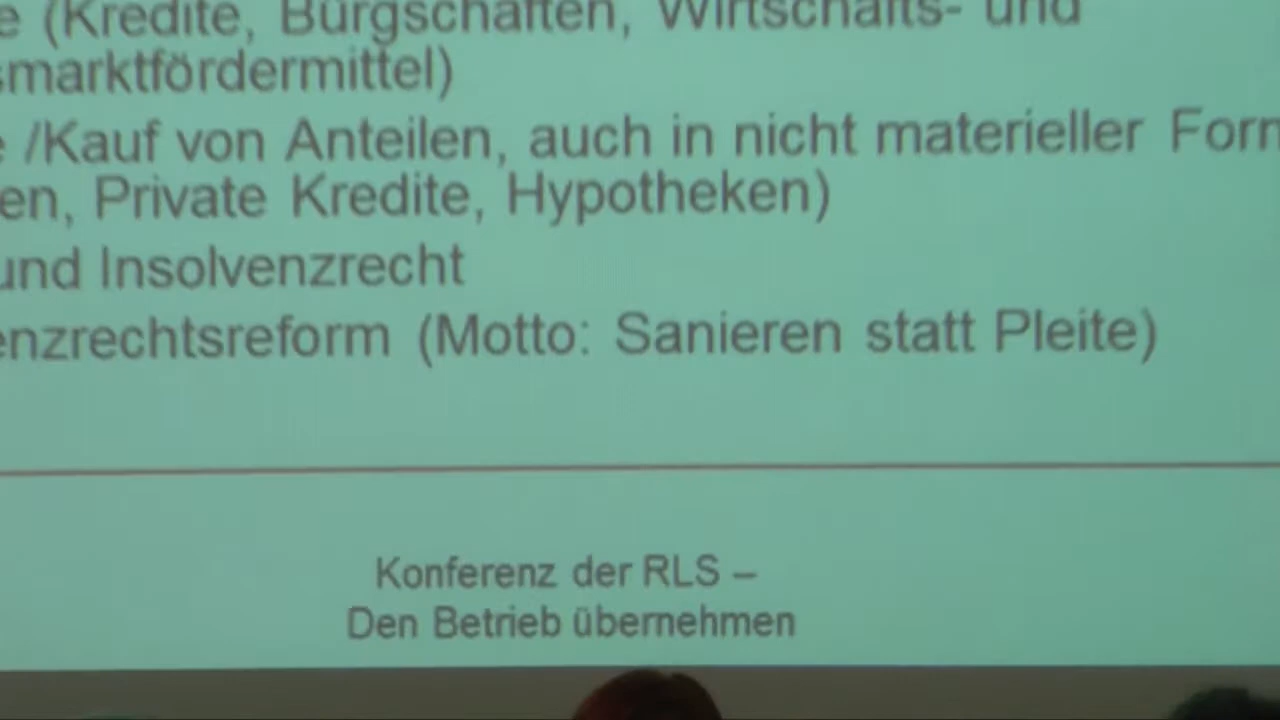 e (Kredite, Bürgschaften, Wirtschafts- und
smarktfördermittel)
e /Kauf von Anteilen, auch in nicht materieller Form
en, Private Kredite, Hypotheken)
und Insolvenzrecht
enzrechtsreform (Motto: Sanieren statt Pleite)
Konferenz der RLS –
Den Betrieb übernehmen